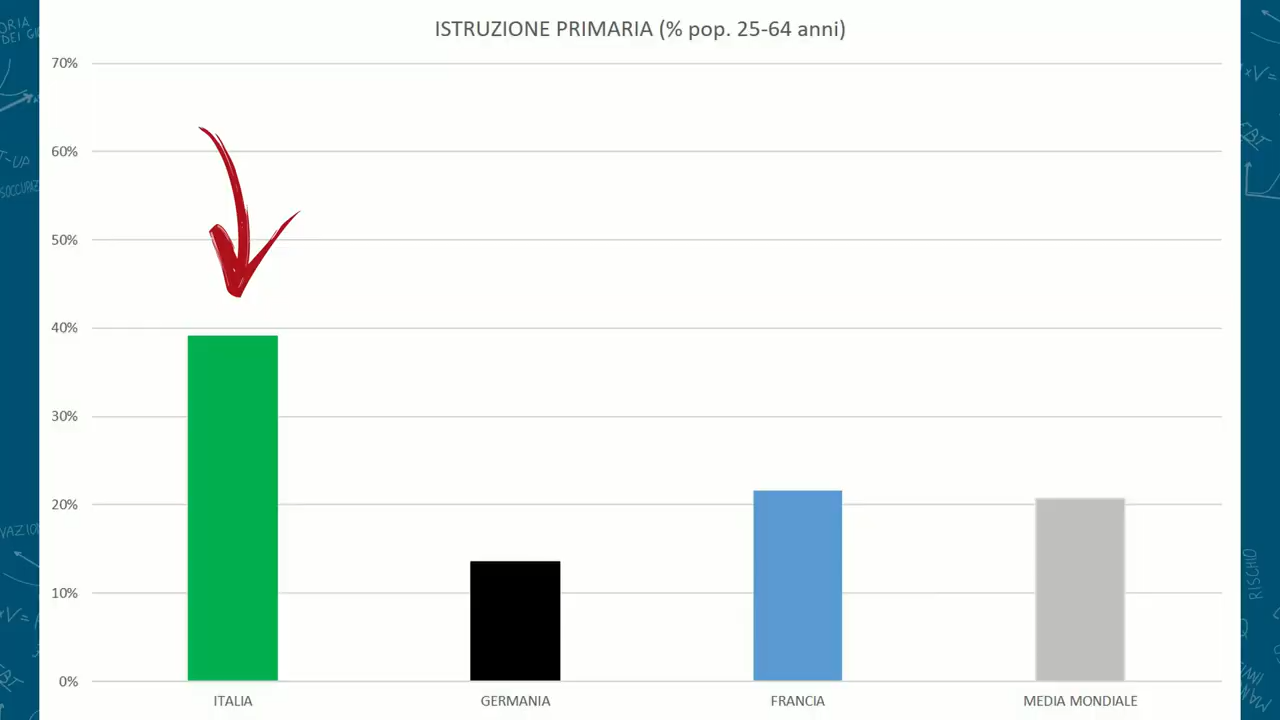 ISTRUZIONE PRIMARIA (% pop. 25-64 anni)
70%
60%
50%
40%
30%
20%
10%
0%
ITALIA
GERMANIA
FRANCIA
MEDIA MONDIALE
RISCHIO